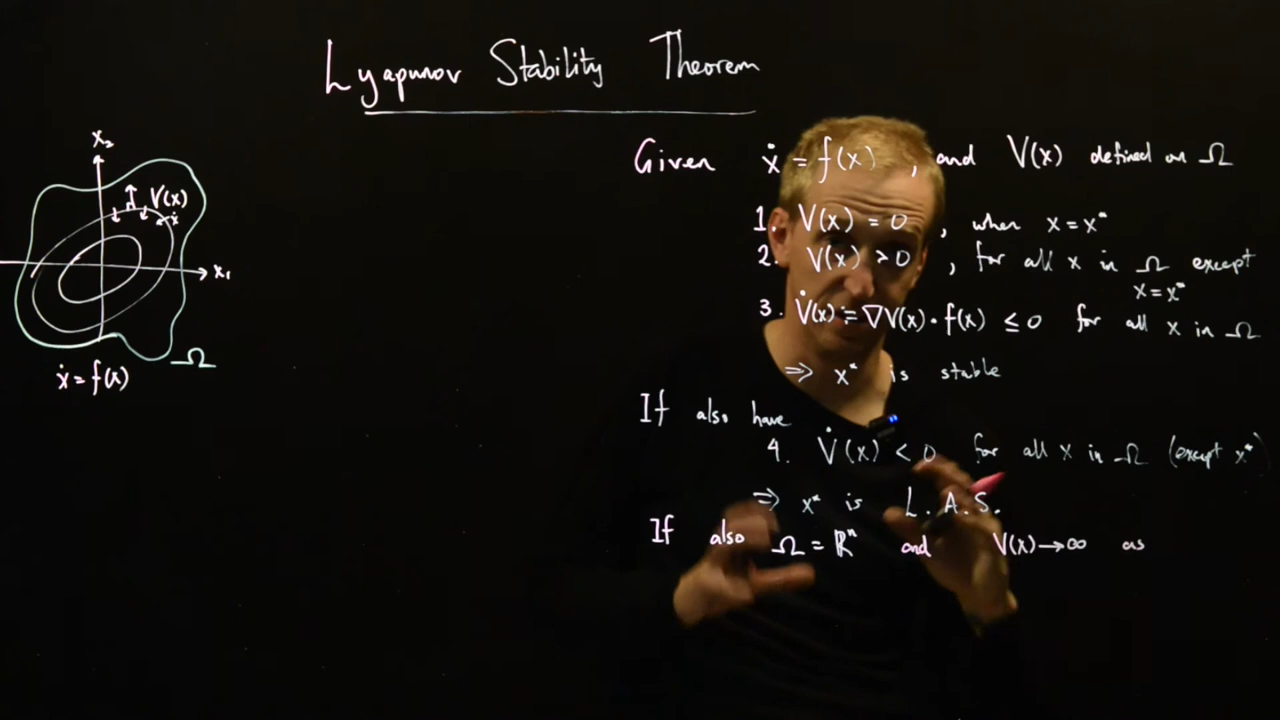 Lyapunov Stability Theorem
x₂
V(x)
ẋ
x₁
Ω
ẋ = f(x)
Given ẋ = f(x) , and V(x) defined on Ω
1. V(x) = 0 , when x = x*
2. V(x) > 0 , for all x in Ω except
x = x*
3. V̇(x) := ∇V(x) · f(x) ≤ 0 for all x in Ω
⇒ x* is stable
If also have
4. V̇(x) < 0 for all x in Ω (except x*)
⇒ x* is L.A.S.
If also Ω = ℝⁿ and V(x) → ∞ as